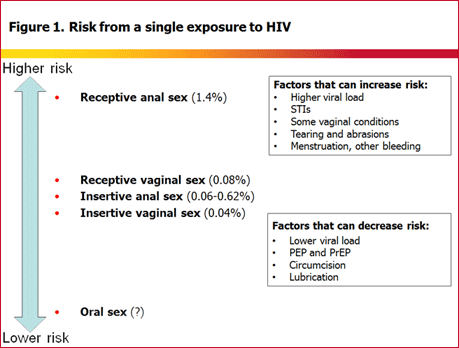 Figure 1. Risk from a single exposure to HIV
Higher risk
• Receptive anal sex (1.4%)
Factors that can increase risk:
• Higher viral load
• STIs
• Some vaginal conditions
• Tearing and abrasions
• Menstruation, other bleeding
• Receptive vaginal sex (0.08%)
• Insertive anal sex (0.06-0.62%)
• Insertive vaginal sex (0.04%)
Factors that can decrease risk:
• Lower viral load
• PEP and PrEP
• Circumcision
• Lubrication
• Oral sex (?)
Lower risk